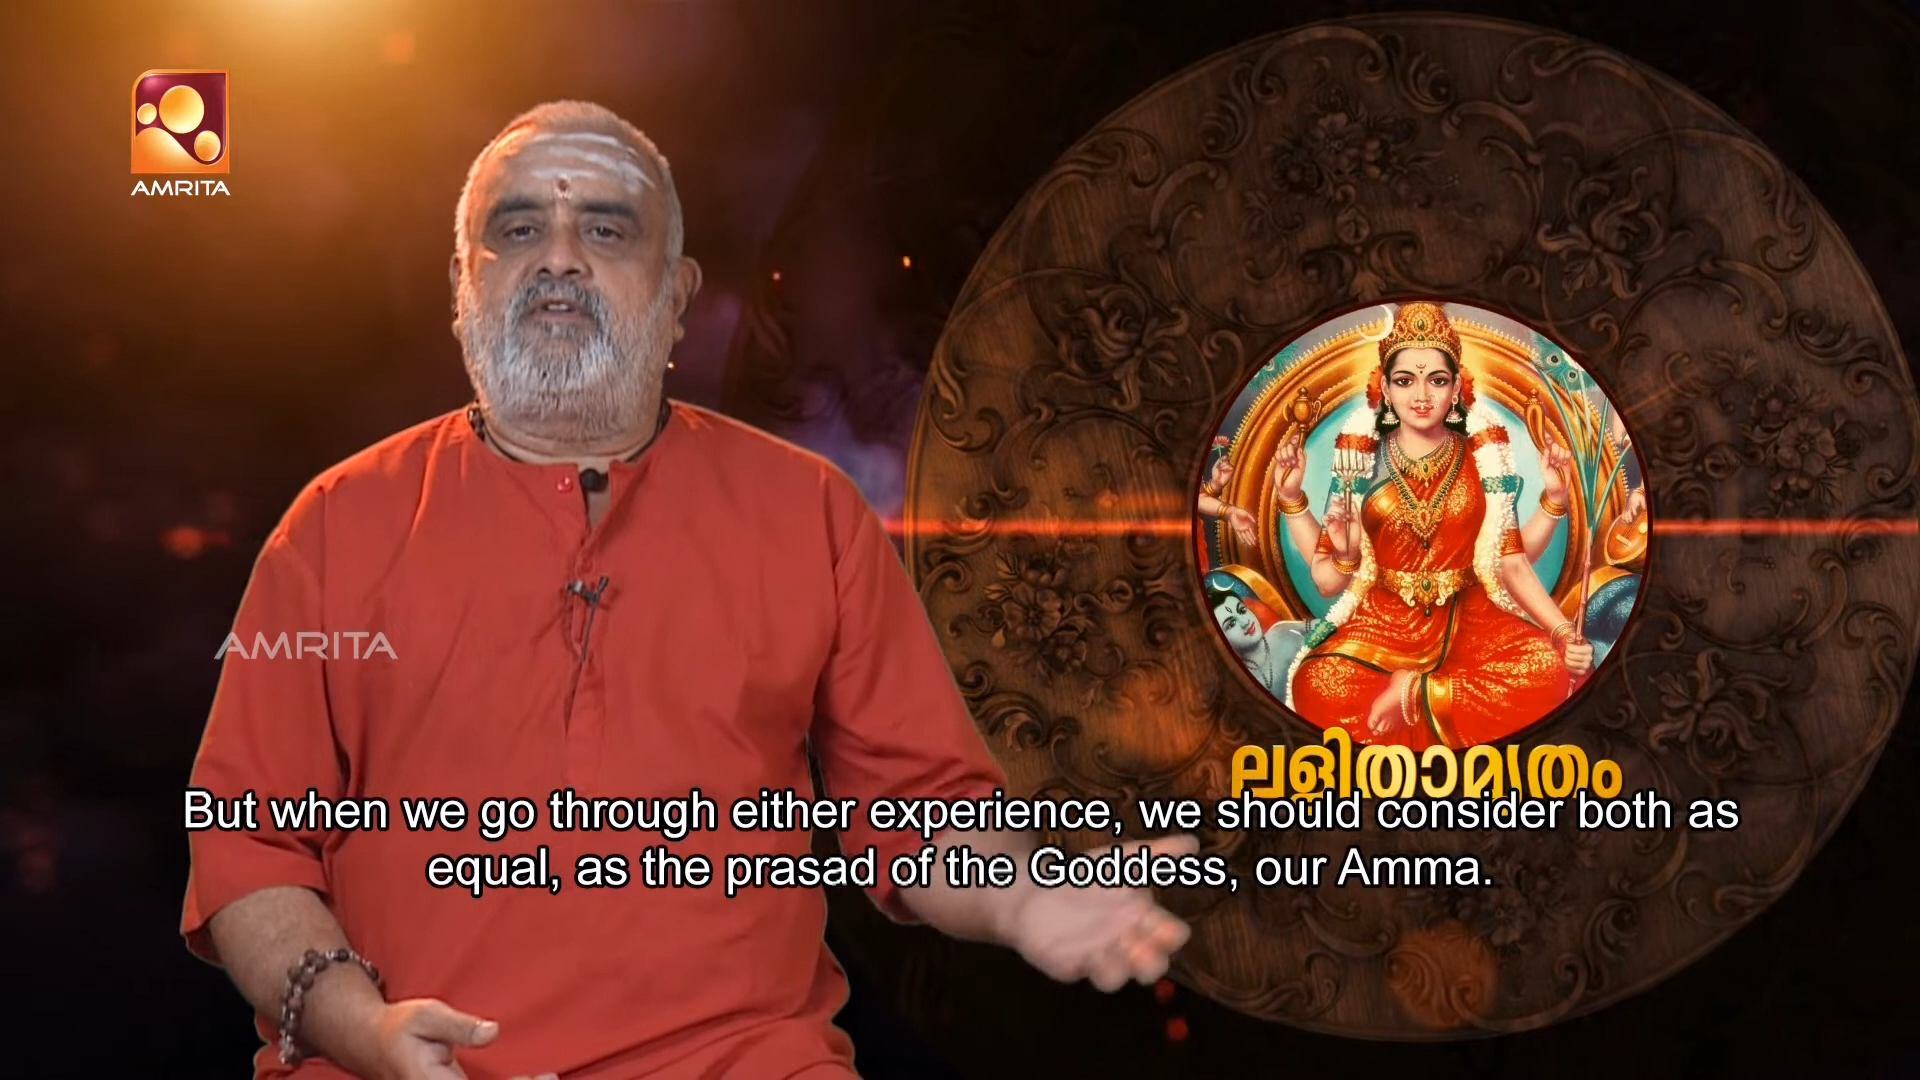 AMRITA
AMRITA
ലളിതാമൃതം
But when we go through either experience, we should consider both as
equal, as the prasad of the Goddess, our Amma.